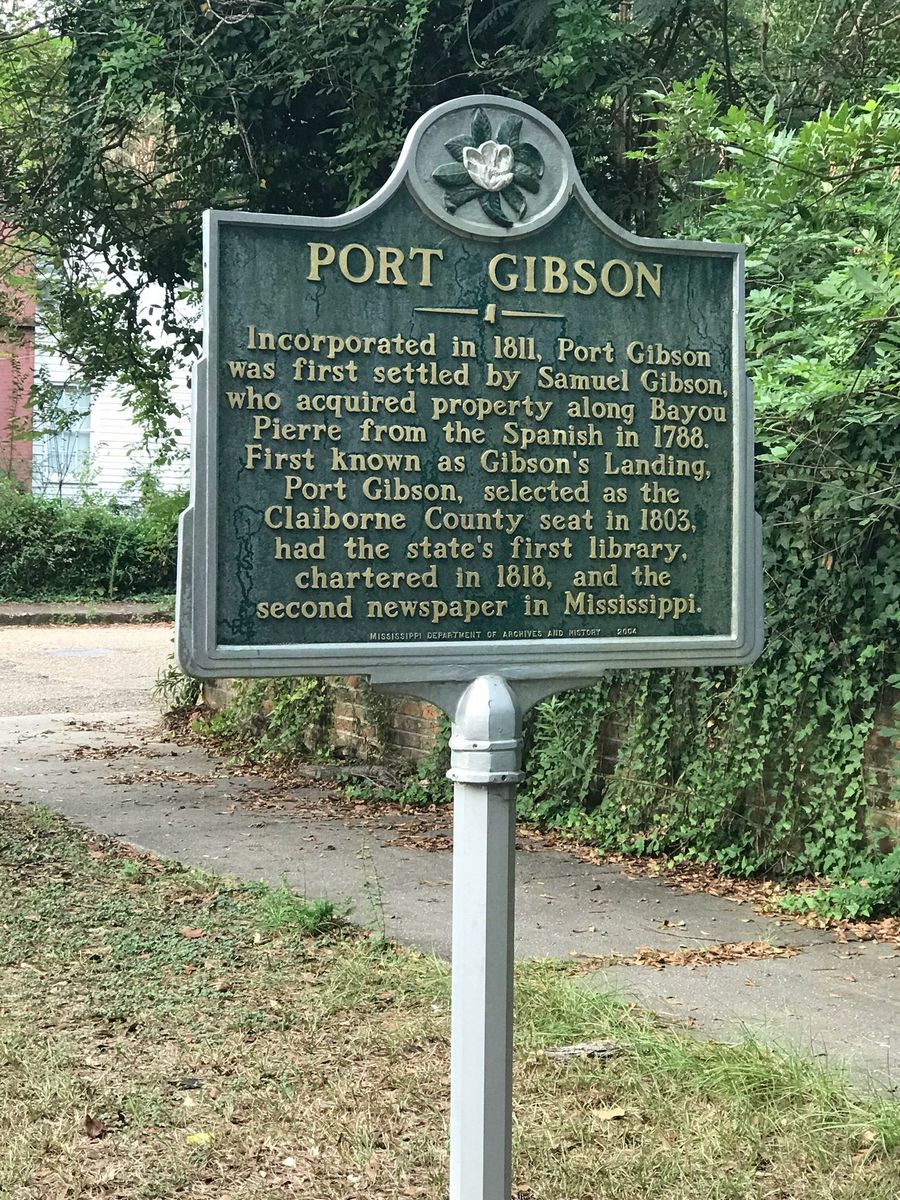 PORT GIBSON
Incorporated in 1811, Port Gibson
was first settled by Samuel Gibson,
who acquired property along Bayou
Pierre from the Spanish in 1788.
First known as Gibson's Landing,
Port Gibson, selected as the
Claiborne County seat in 1803,
had the state's first library,
chartered in 1818, and the
second newspaper in Mississippi.
MISSISSIPPI DEPARTMENT OF ARCHIVES AND HISTORY 2004